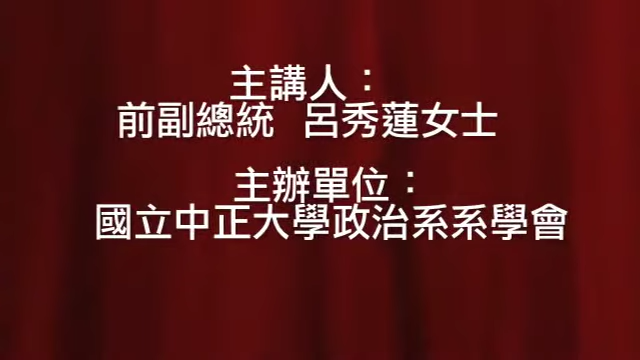 主講人：
前副總統 呂秀蓮女士
主辦單位：
國立中正大學政治系系學會